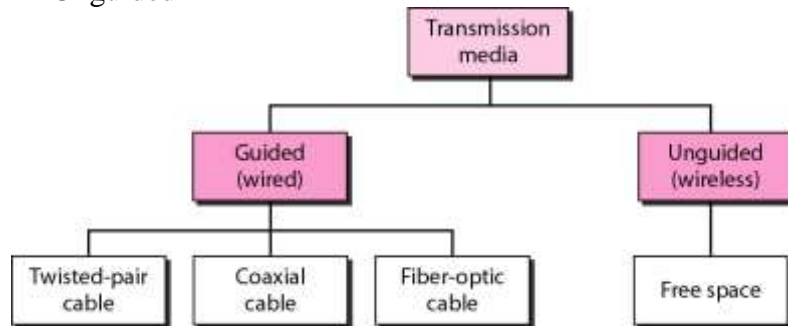 Transmission
media
Guided
(wired)
Unguided
(wireless)
Twisted-pair
cable
Coaxial
cable
Fiber-optic
cable
Free space